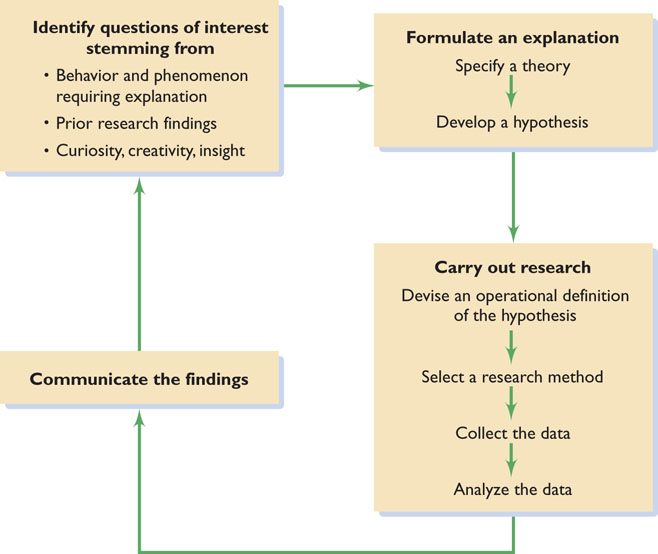 Identify questions of interest
stemming from
• Behavior and phenomenon
requiring explanation
• Prior research findings
• Curiosity, creativity, insight
Formulate an explanation
Specify a theory
Develop a hypothesis
Carry out research
Devise an operational definition
of the hypothesis
Select a research method
Collect the data
Analyze the data
Communicate the findings